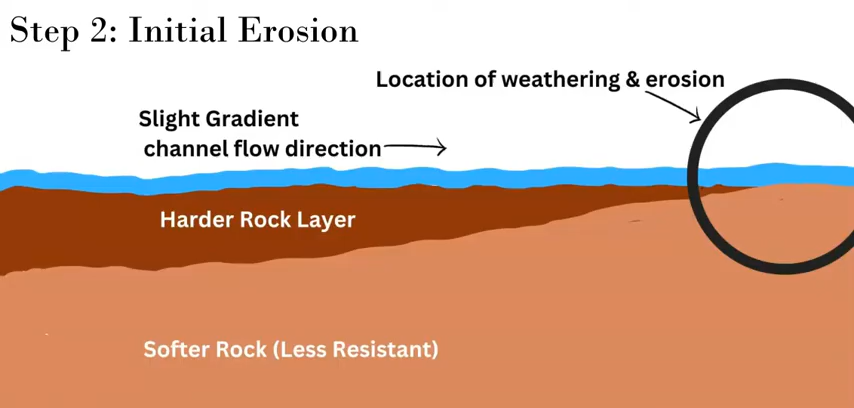 Step 2: Initial Erosion
Location of weathering & erosion
Slight Gradient
channel flow direction
Harder Rock Layer
Softer Rock (Less Resistant)